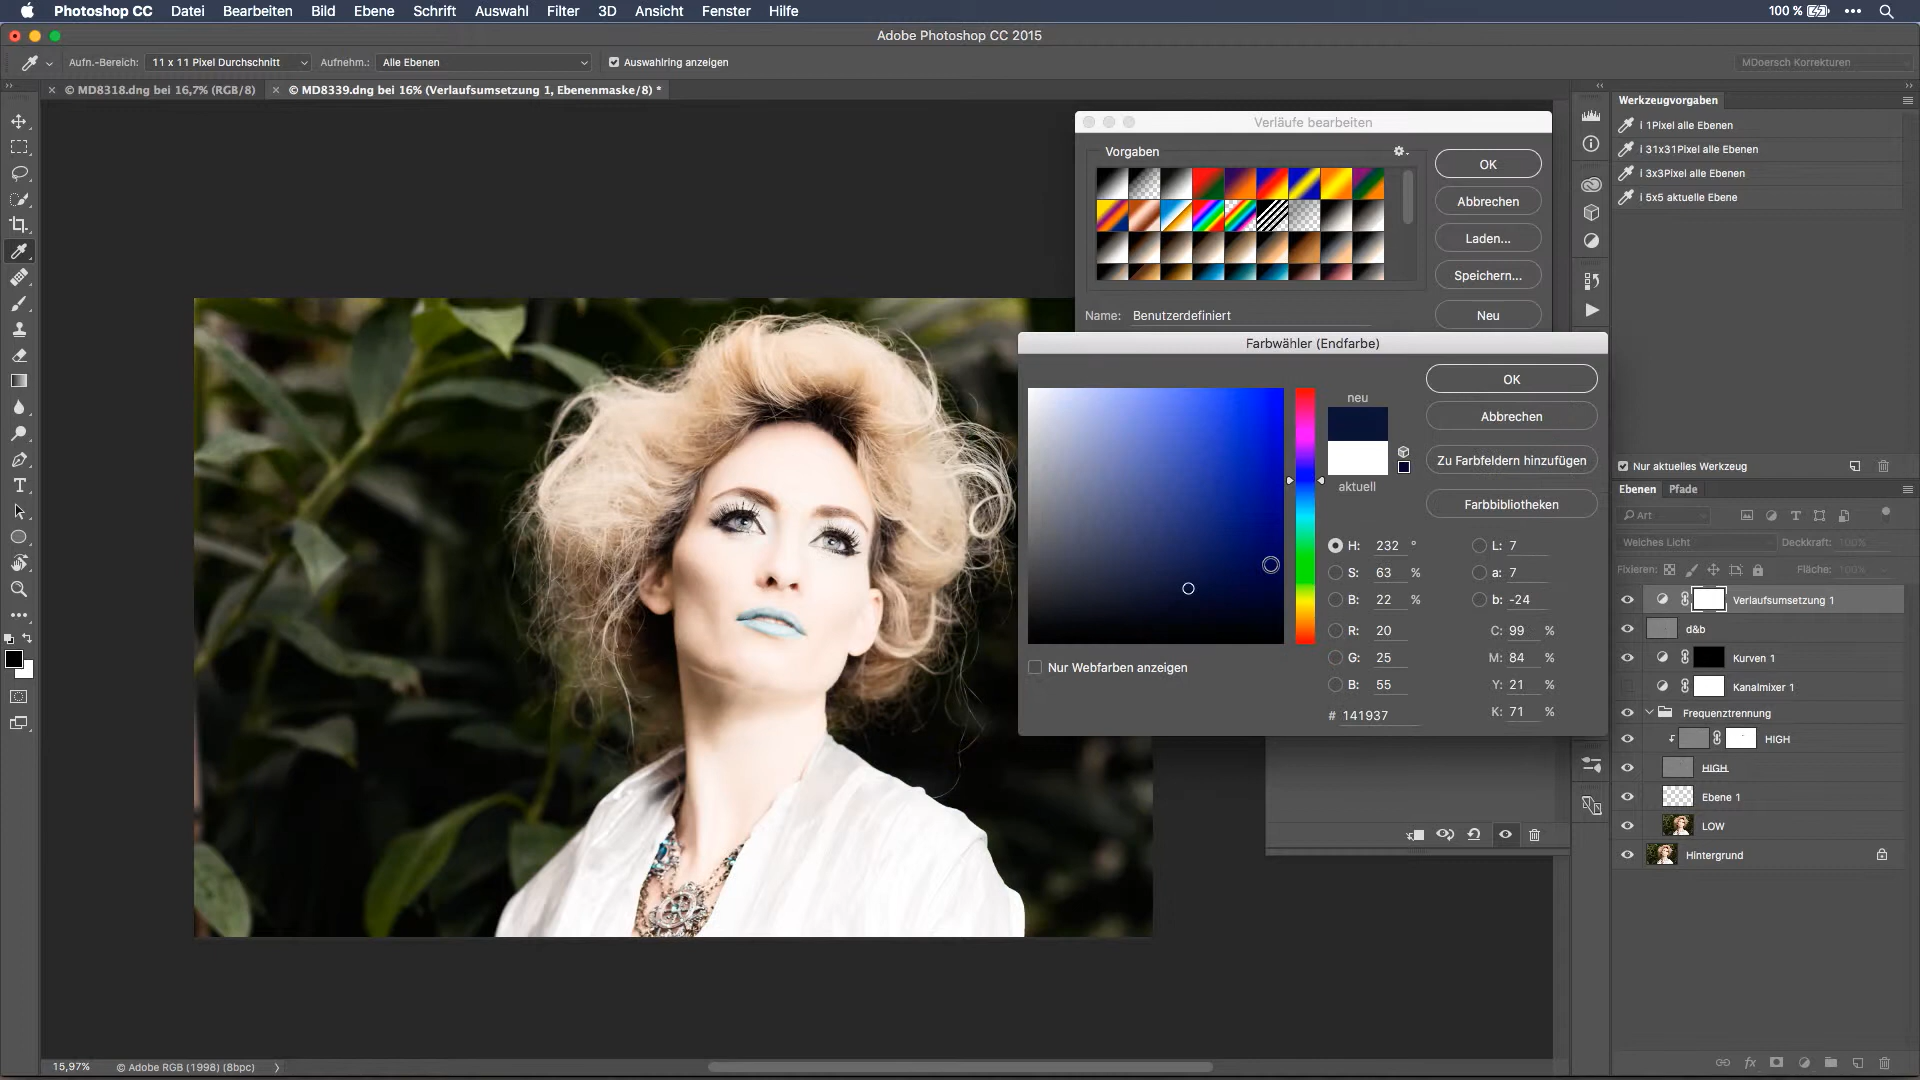 Photoshop CC Datei Bearbeiten Bild Ebene Schrift Auswahl Filter 3D Ansicht Fenster Hilfe 100 %
Adobe Photoshop CC 2015
Aufn.-Bereich: 11 x 11 Pixel Durchschnitt Aufnehm.: Alle Ebenen Auswahlring anzeigen MDoersch Korrekturen
© MD8318.dng bei 16,7% (RGB/8) © MD8339.dng bei 16% (Verlaufsumsetzung 1, Ebenenmaske/8) *
Werkzeugvorgaben
i 1Pixel alle Ebenen
i 31x31Pixel alle Ebenen
i 3x3Pixel alle Ebenen
i 5x5 aktuelle Ebene
Nur aktuelles Werkzeug
Verläufe bearbeiten
Vorgaben
OK
Abbrechen
Laden...
Speichern...
Name: Benutzerdefiniert
Neu
Farbwähler (Endfarbe)
neu
aktuell
OK
Abbrechen
Zu Farbfeldern hinzufügen
Farbbibliotheken
H: 232 ° L: 7
S: 63 % a: 7
B: 22 % b: -24
R: 20 C: 99 %
G: 25 M: 84 %
B: 55 Y: 21 %
# 141937 K: 71 %
Nur Webfarben anzeigen
Ebenen Pfade
Art
Weiches Licht Deckkraft: 100%
Fixieren: Fläche: 100%
Verlaufsumsetzung 1
d&b
Kurven 1
Kanalmixer 1
Frequenztrennung
HIGH
HIGH
Ebene 1
LOW
Hintergrund
15,97% © Adobe RGB (1998) (8bpc)